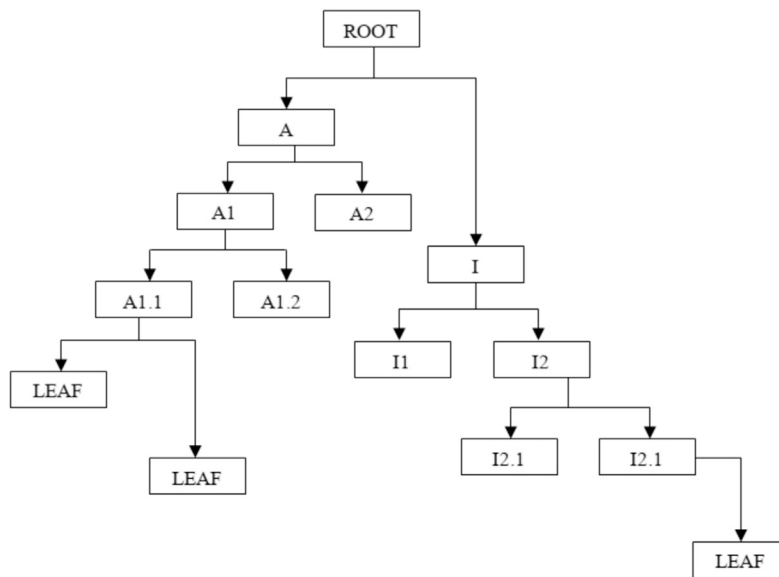 ROOT
A
A1
A2
I
A1.1
A1.2
I1
I2
LEAF
I2.1
I2.1
LEAF
LEAF